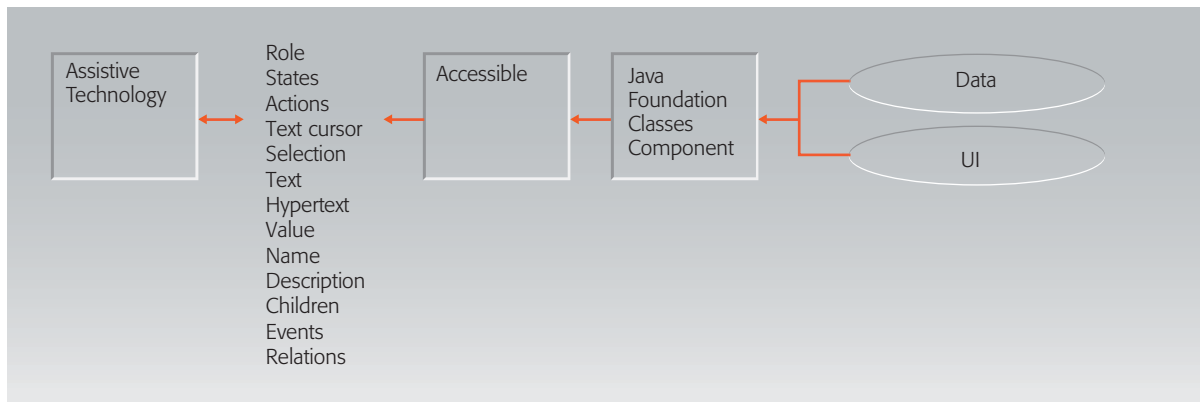 Assistive
Technology
Role
States
Actions
Text cursor
Selection
Text
Hypertext
Value
Name
Description
Children
Events
Relations
Accessible
Java
Foundation
Classes
Component
Data
UI